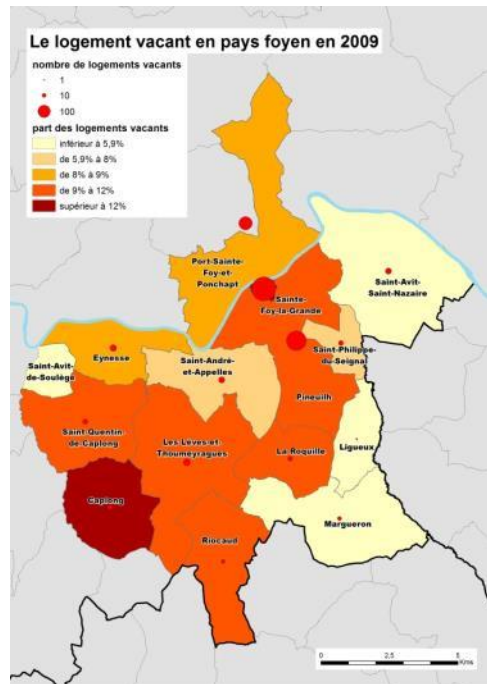 Le logement vacant en pays foyen en 2009
nombre de logements vacants
1
10
100
part des logements vacants
inférieur à 5,9%
de 5,9% à 8%
de 8% à 9%
de 9% à 12%
supérieur à 12%
Port-Sainte-
Foy-et-
Ponchapt
Saint-Avit-
Saint-Nazaire
Sainte-
Foy-la-Grande
Saint-Philippe-
du-Seignal
Eynesse
Saint-André-
et-Appelles
Saint-Avit-
de-Soulège
Pineuilh
Saint-Quentin-
de-Caplong
Les Lèves-et-
Thoumeyragues
La Roquille
Ligueux
Caplong
Margueron
Riocaud
0 2,5 5
Kms